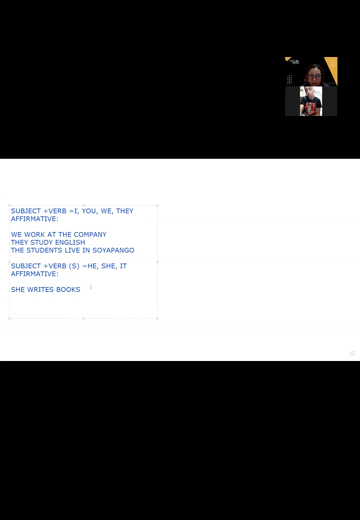 SUBJECT +VERB =I, YOU, WE, THEY
AFFIRMATIVE:
WE WORK AT THE COMPANY
THEY STUDY ENGLISH
THE STUDENTS LIVE IN SOYAPANGO
SUBJECT +VERB (S) =HE, SHE, IT
AFFIRMATIVE:
SHE WRITES BOOKS